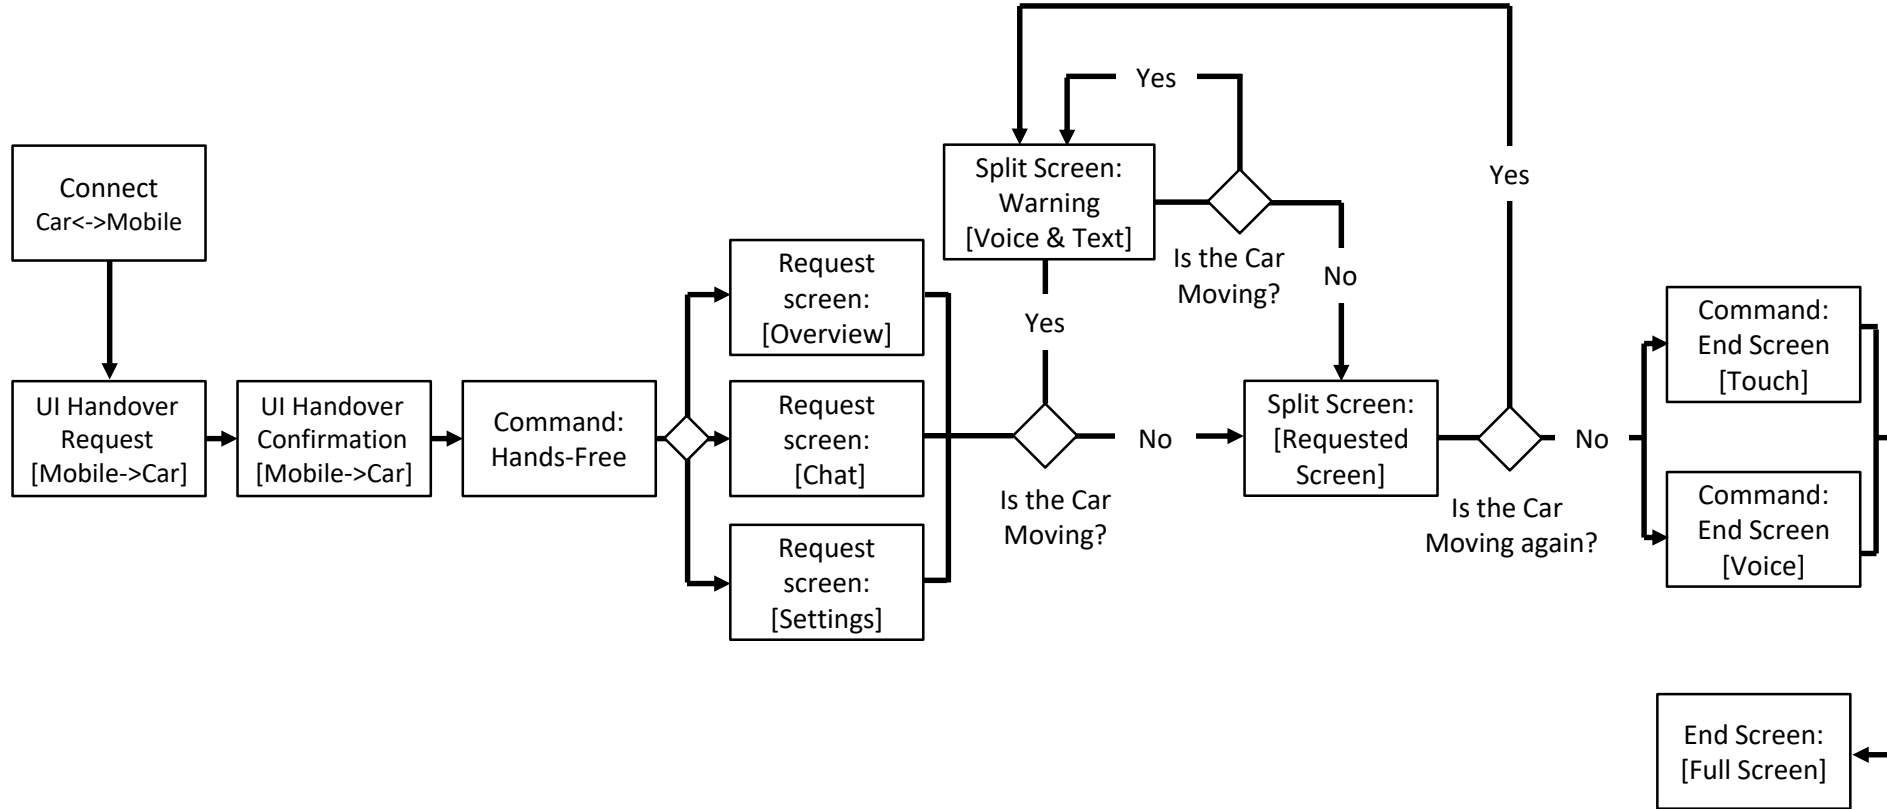 Connect
Car<->Mobile
UI Handover
Request
[Mobile->Car]
UI Handover
Confirmation
[Mobile->Car]
Command:
Hands-Free
Request
screen:
[Overview]
Request
screen:
[Chat]
Request
screen:
[Settings]
Is the Car
Moving?
Yes
No
Split Screen:
Warning
[Voice & Text]
Is the Car
Moving?
Yes
No
Split Screen:
[Requested
Screen]
Is the Car
Moving again?
Yes
No
Command:
End Screen
[Touch]
Command:
End Screen
[Voice]
End Screen:
[Full Screen]